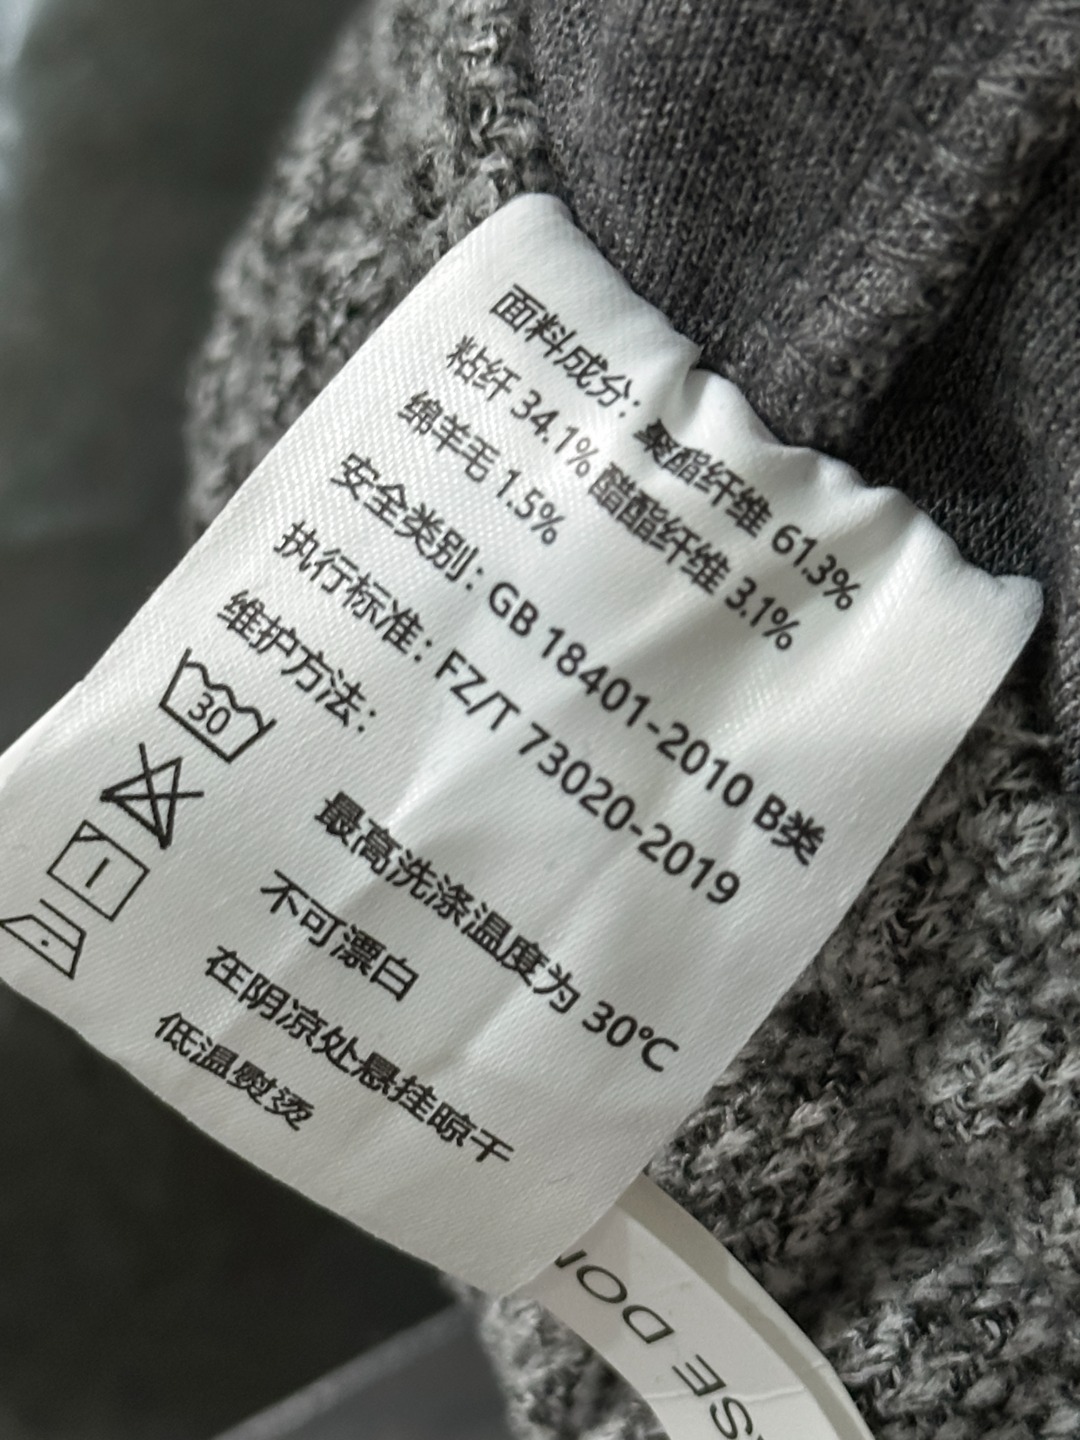 面料成分：聚酯纤维 61.3%
粘纤 34.1% 醋酯纤维 3.1%
绵羊毛 1.5%
安全类别：GB 18401-2010 B类
执行标准：FZ/T 73020-2019
维护方法：
30
最高洗涤温度为 30℃
不可漂白
在阴凉处悬挂晾干
低温熨烫